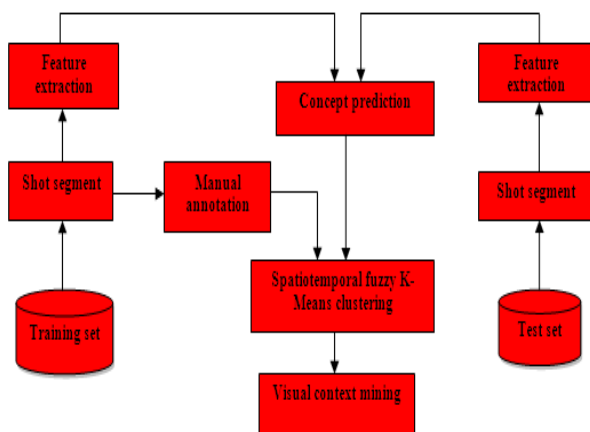 Feature
extraction
Concept prediction
Feature
extraction
Shot segment
Manual
annotation
Shot segment
Spatiotemporal fuzzy K-
Means clustering
Training set
Test set
Visual context mining